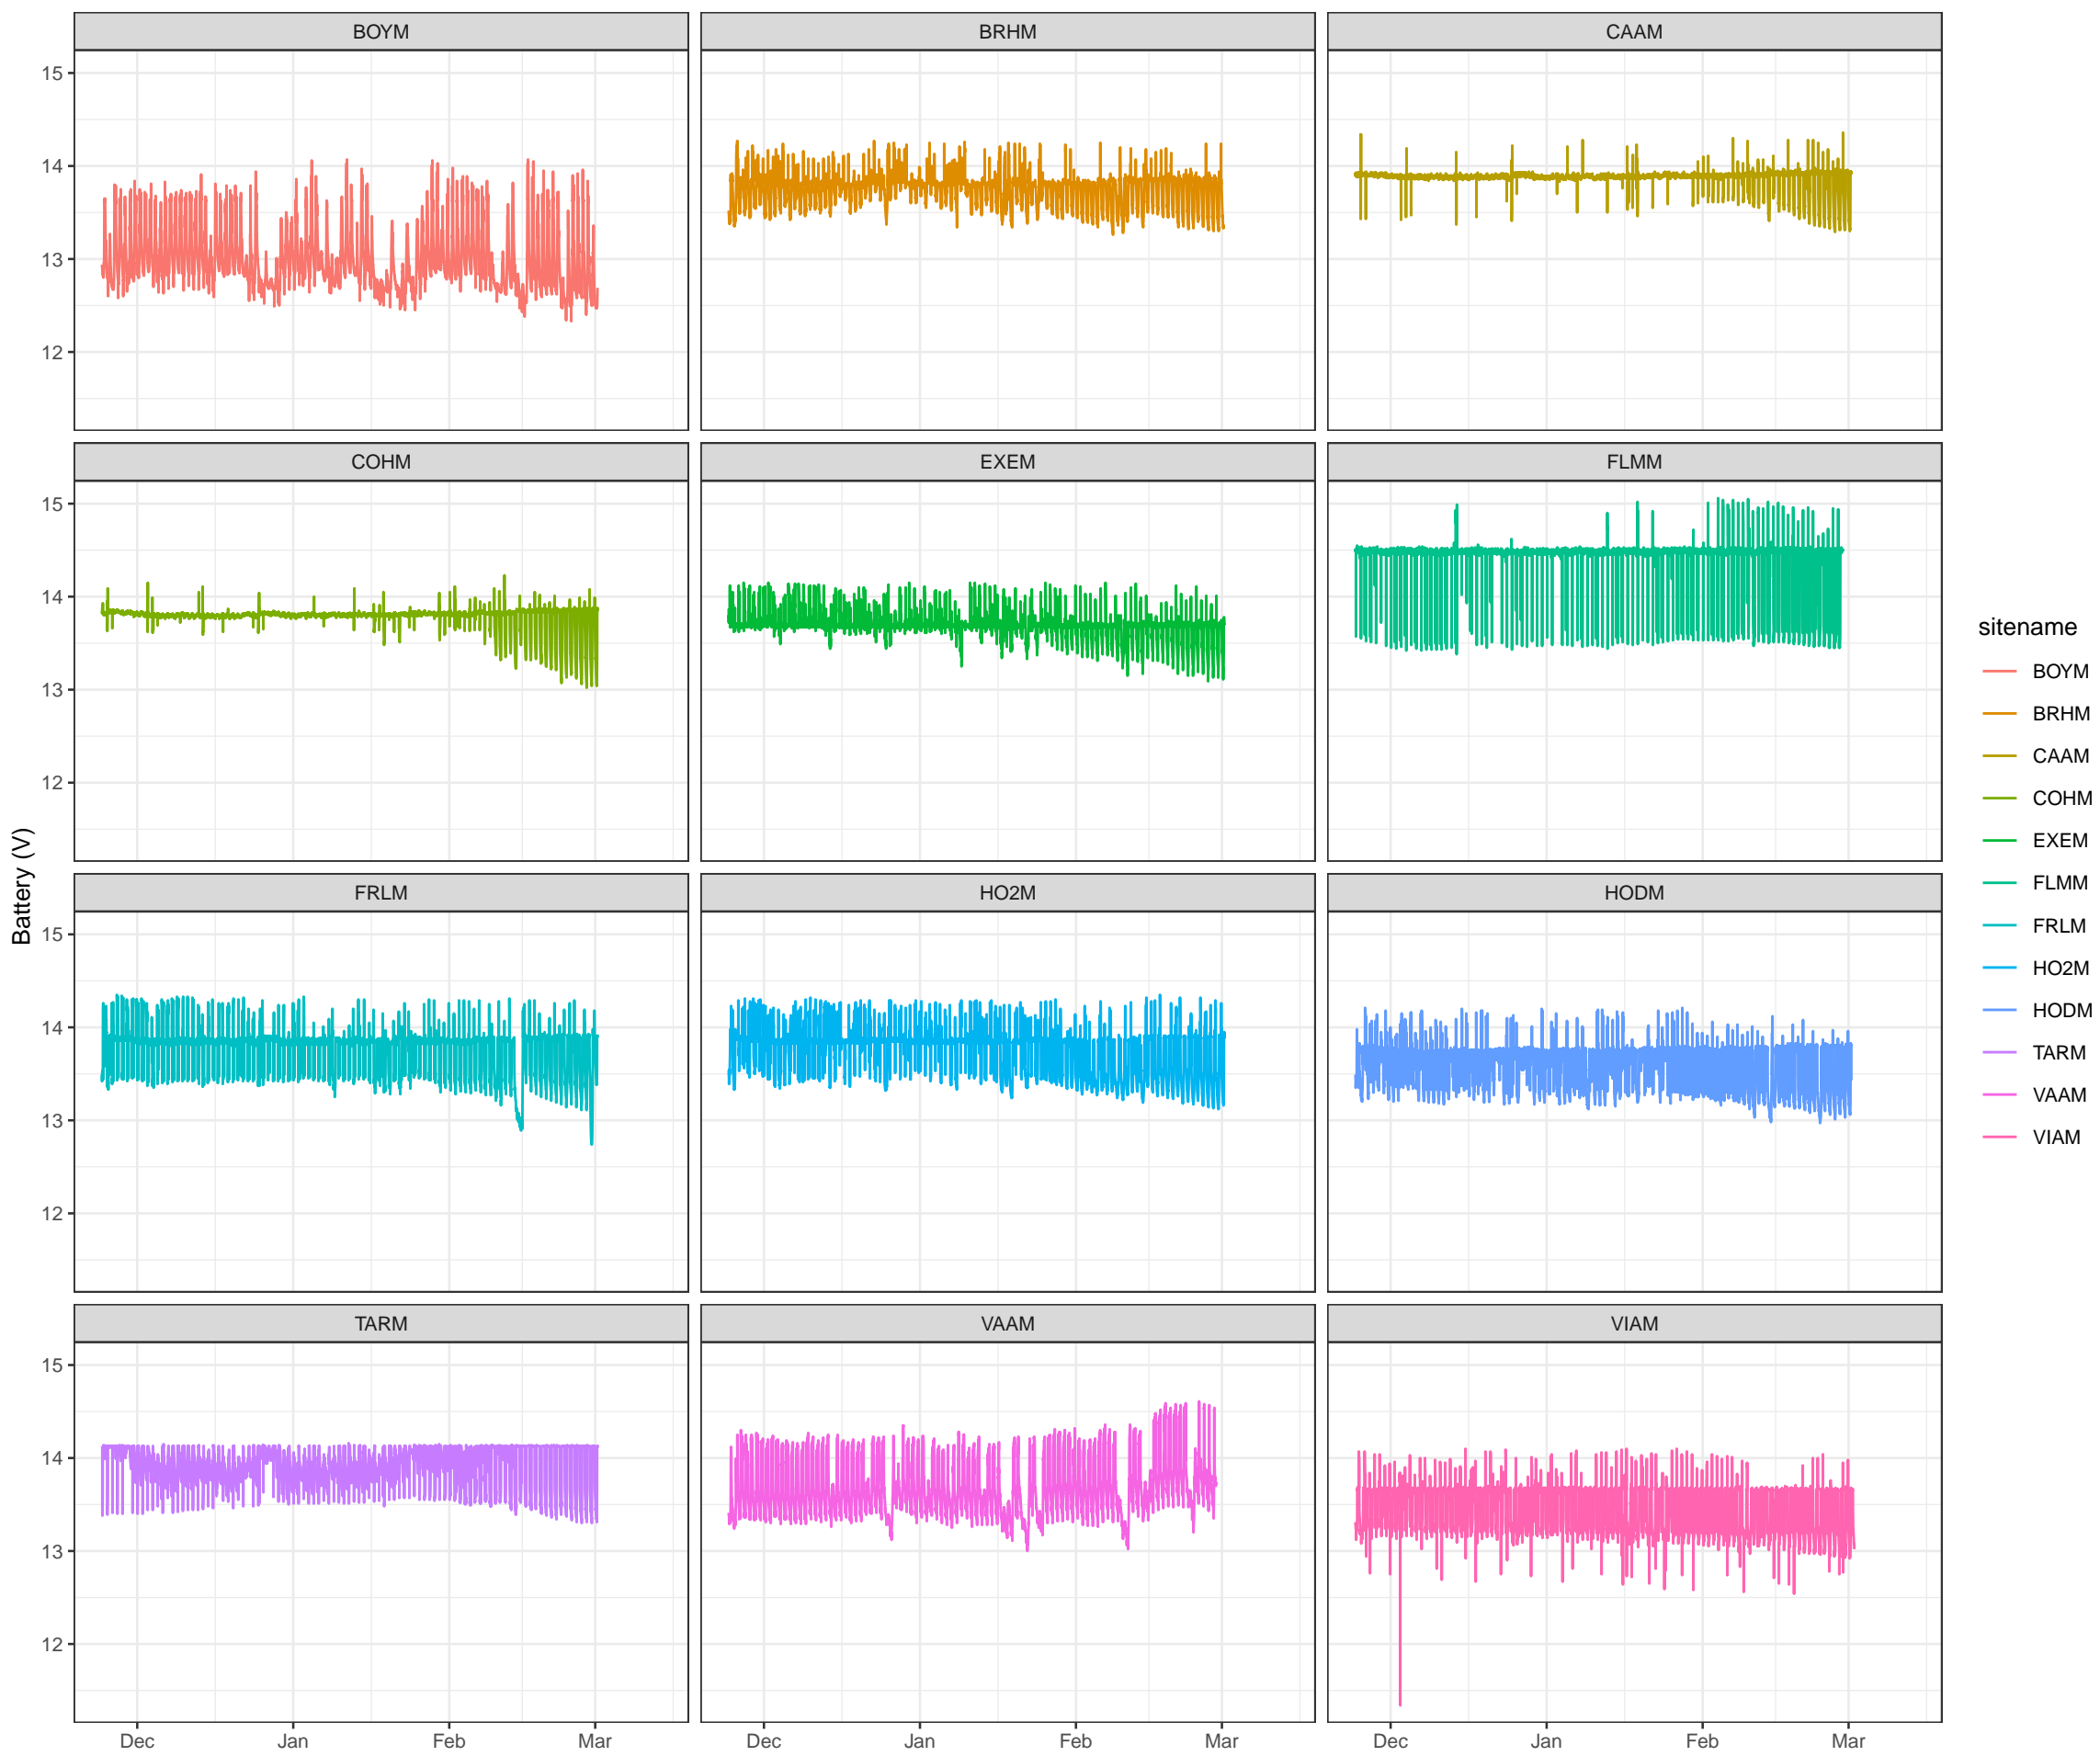 BOYM
BRHM
CAAM
15
14
13
12
COHM
EXEM
FLMM
15
14
13
12
FRLM
HO2M
HODM
15
14
13
12
TARM
VAAM
VIAM
15
14
13
12
Dec Jan Feb Mar
Dec Jan Feb Mar
Dec Jan Feb Mar
Battery (V)
sitename
BOYM
BRHM
CAAM
COHM
EXEM
FLMM
FRLM
HO2M
HODM
TARM
VAAM
VIAM